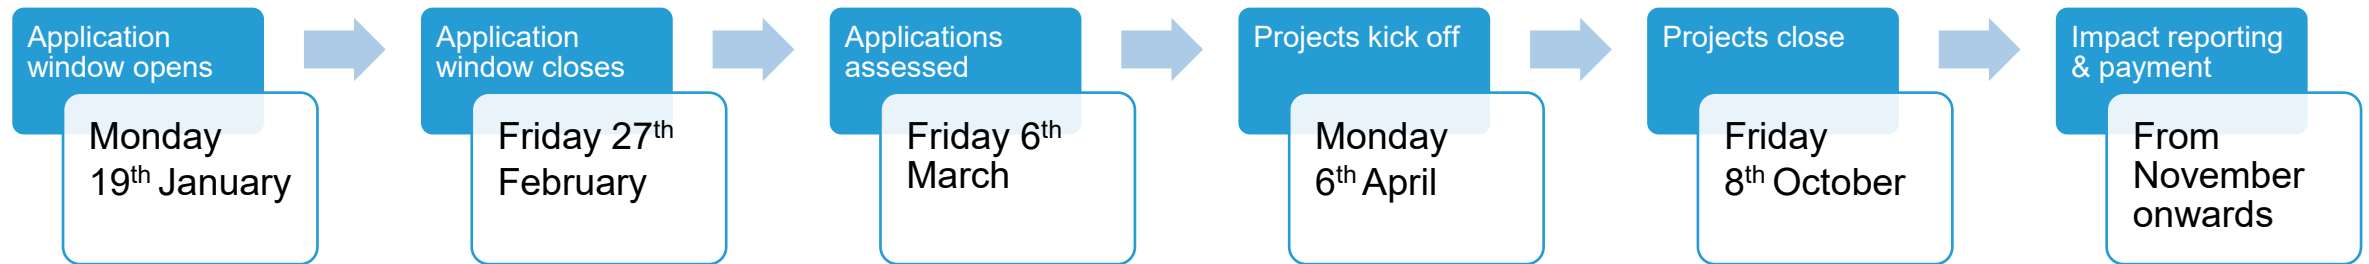 Application
window opens
Monday
19th January
Application
window closes
Friday 27th
February
Applications
assessed
Friday 6th
March
Projects kick off
Monday
6th April
Projects close
Friday
8th October
Impact reporting
& payment
From
November
onwards